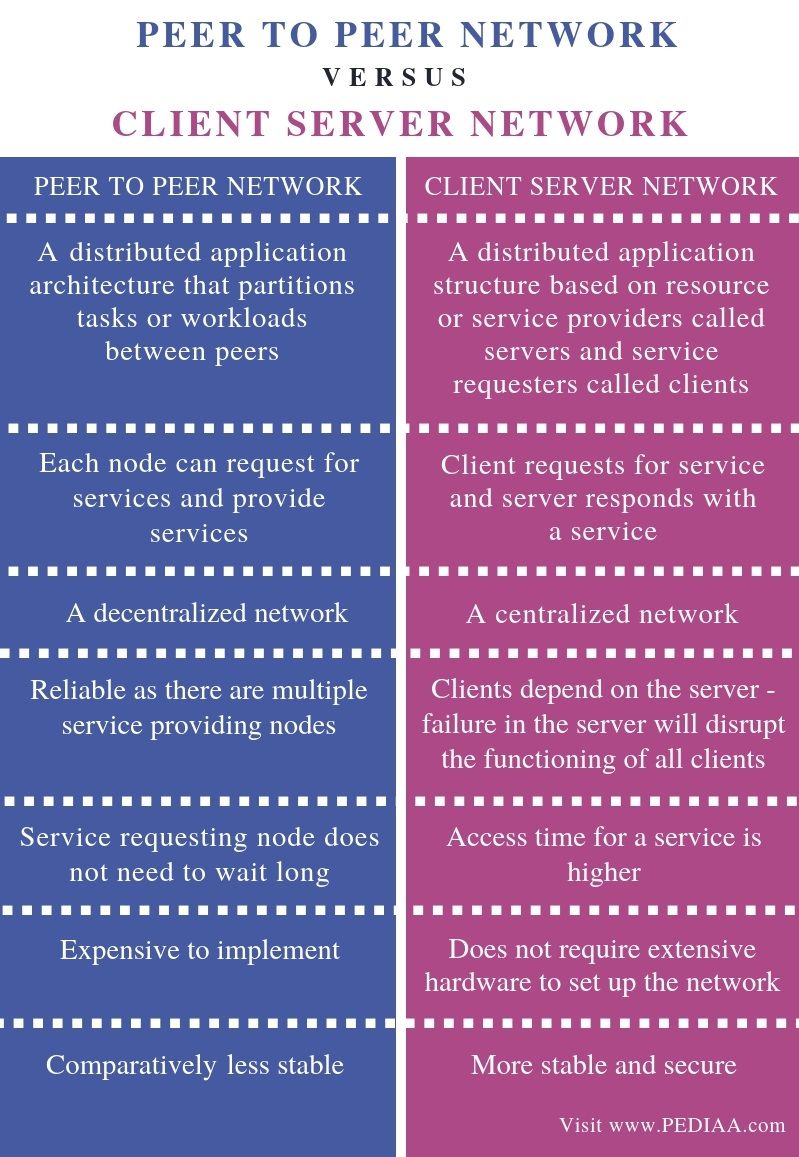 PEER TO PEER NETWORK
VERSUS
CLIENT SERVER NETWORK
PEER TO PEER NETWORK
A distributed application
architecture that partitions
tasks or workloads
between peers
Each node can request for
services and provide
services
A decentralized network
Reliable as there are multiple
service providing nodes
Service requesting node does
not need to wait long
Expensive to implement
Comparatively less stable
CLIENT SERVER NETWORK
A distributed application
structure based on resource
or service providers called
servers and service
requesters called clients
Client requests for service
and server responds with
a service
A centralized network
Clients depend on the server -
failure in the server will disrupt
the functioning of all clients
Access time for a service is
higher
Does not require extensive
hardware to set up the network
More stable and secure
Visit www.PEDIAA.com